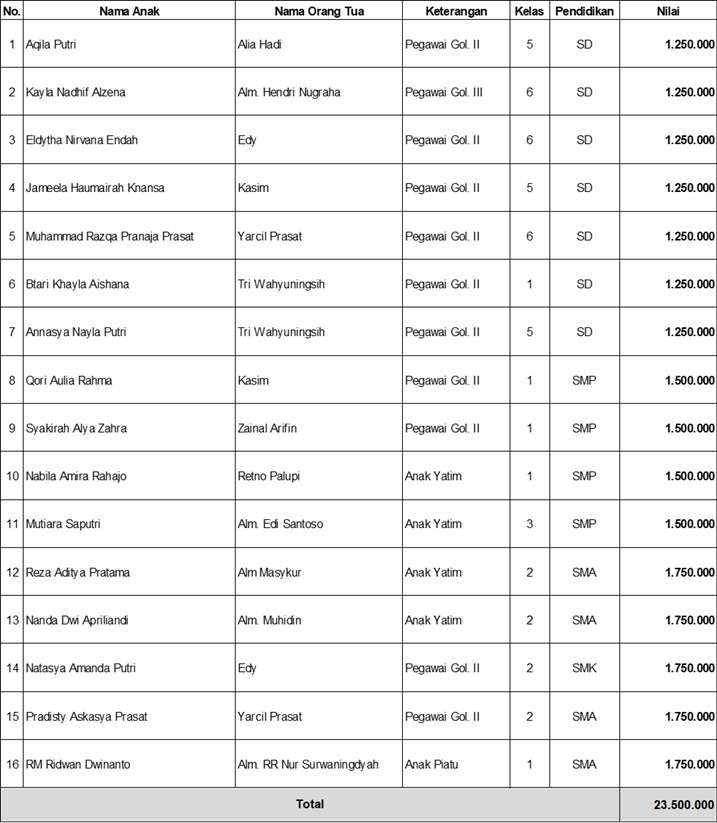 No. Nama Anak Nama Orang Tua Keterangan Kelas Pendidikan Nilai
1 Aqila Putri Alia Hadi Pegawai Gol. II 5 SD 1.250.000
2 Kayla Nadhif Alzena Alm. Hendri Nugraha Pegawai Gol. III 6 SD 1.250.000
3 Eldytha Nirvana Endah Edy Pegawai Gol. II 6 SD 1.250.000
4 Jameela Haumairah Knansa Kasim Pegawai Gol. II 5 SD 1.250.000
5 Muhammad Razqa Pranaja Prasat Yarcil Prasat Pegawai Gol. II 6 SD 1.250.000
6 Btari Khayla Aishana Tri Wahyuningsih Pegawai Gol. II 1 SD 1.250.000
7 Annasya Nayla Putri Tri Wahyuningsih Pegawai Gol. II 5 SD 1.250.000
8 Qori Aulia Rahma Kasim Pegawai Gol. II 1 SMP 1.500.000
9 Syakirah Alya Zahra Zainal Arifin Pegawai Gol. II 1 SMP 1.500.000
10 Nabila Amira Rahajo Retno Palupi Anak Yatim 1 SMP 1.500.000
11 Mutiara Saputri Alm. Edi Santoso Anak Yatim 3 SMP 1.500.000
12 Reza Aditya Pratama Alm Masykur Anak Yatim 2 SMA 1.750.000
13 Nanda Dwi Apriliandi Alm. Muhidin Anak Yatim 2 SMA 1.750.000
14 Natasya Amanda Putri Edy Pegawai Gol. II 2 SMK 1.750.000
15 Pradisty Askasya Prasat Yarcil Prasat Pegawai Gol. II 2 SMA 1.750.000
16 RM Ridwan Dwinanto Alm. RR Nur Surwaningdyah Anak Piatu 1 SMA 1.750.000
Total 23.500.000